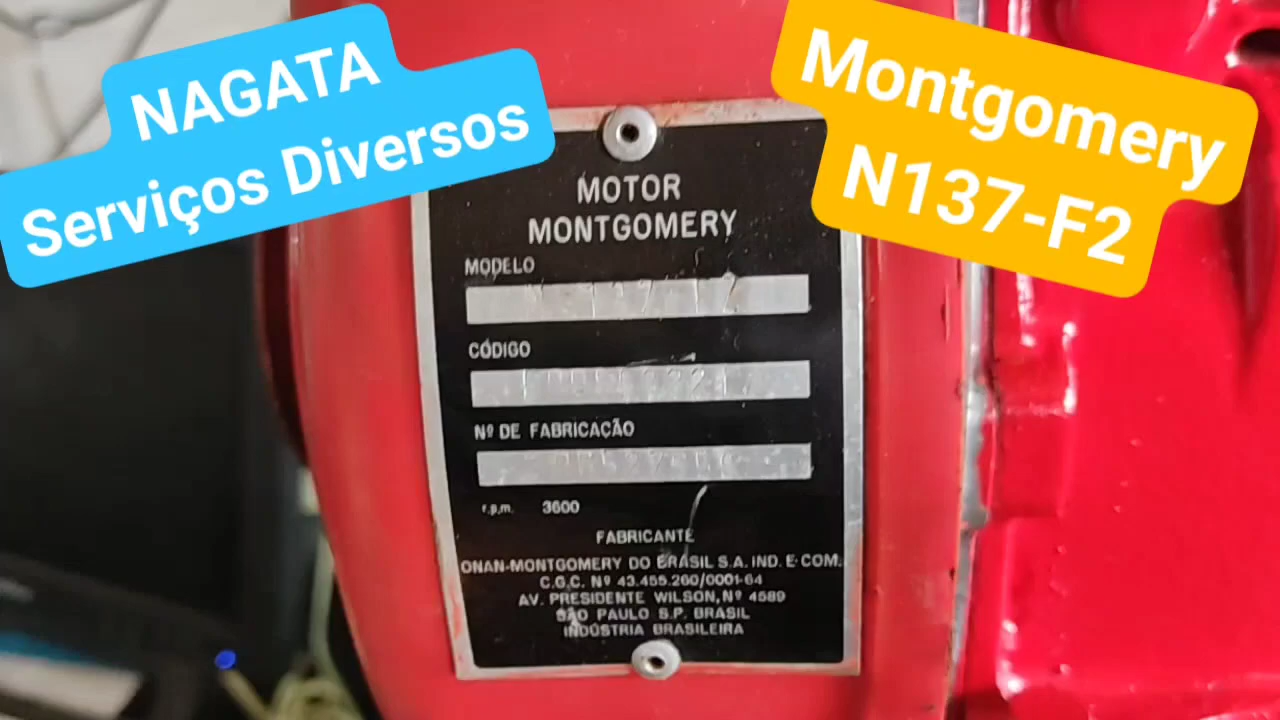 NAGATA
Serviços Diversos
Montgomery
N137-F2
MOTOR
MONTGOMERY
MODELO
CÓDIGO
Nº DE FABRICAÇÃO
r.p.m. 3600
FABRICANTE
ONAN-MONTGOMERY DO BRASIL S.A. IND. E COM.
C.G.C. Nº 43.455.260/0001-64
AV. PRESIDENTE WILSON, Nº 4589
SÃO PAULO S.P. BRASIL
INDÚSTRIA BRASILEIRA